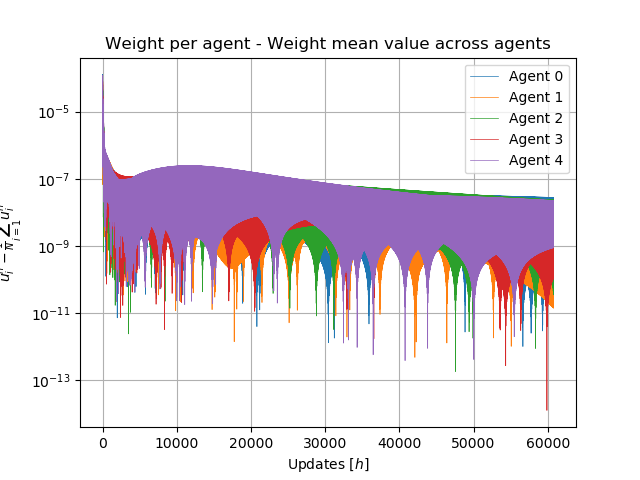 Weight per agent - Weight mean value across agents
Agent 0
Agent 1
Agent 2
Agent 3
Agent 4
10⁻⁵
10⁻⁷
10⁻⁹
10⁻¹¹
10⁻¹³
0 10000 20000 30000 40000 50000 60000
Updates [h]